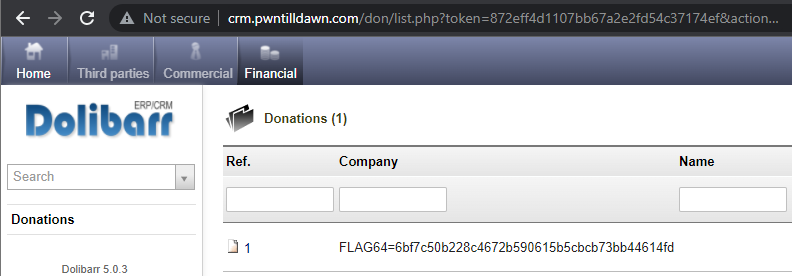 Not secure | crm.pwntilldawn.com/don/list.php?token=872eff4d1107bb67a2e2fd54c37174ef&action...
Home Third parties Commercial Financial
ERP/CRM
Dolibarr
Donations (1)
Search
Ref. Company Name
Donations
1 FLAG64=6bf7c50b228c4672b590615b5cbcb73bb44614fd
Dolibarr 5.0.3